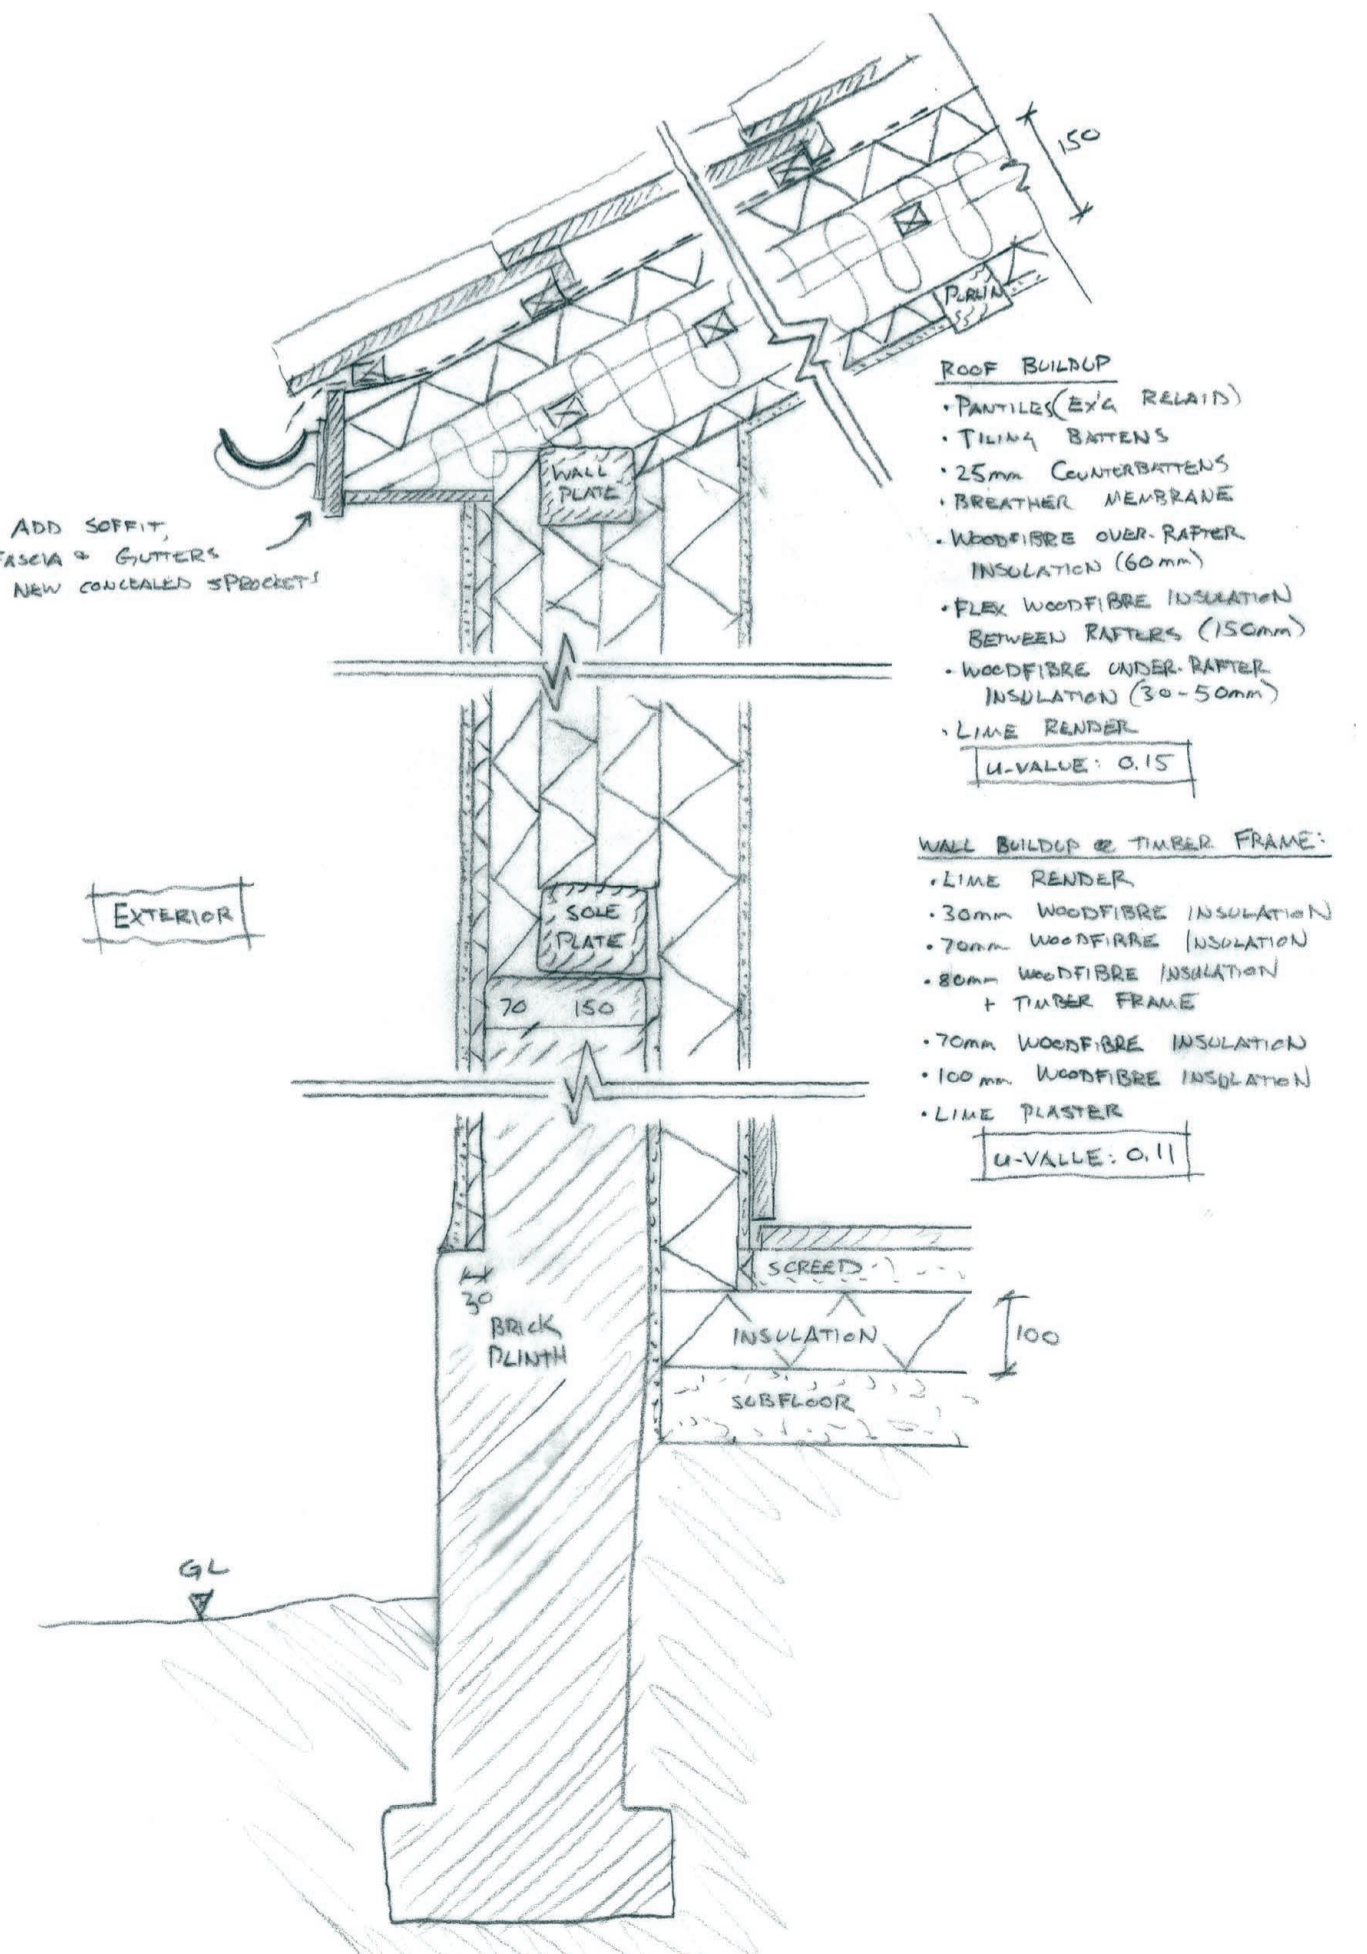 150
PURLIN
WALL
PLATE
ADD SOFFIT,
FASCIA & GUTTERS
NEW CONCEALED SPROCKETS
ROOF BUILDUP
• PANTILES (EX'G RELAID)
• TILING BATTENS
• 25mm COUNTERBATTENS
• BREATHER MEMBRANE
• WOODFIBRE OVER-RAFTER
INSULATION (60mm)
• FLEX WOODFIBRE INSULATION
BETWEEN RAFTERS (150mm)
• WOODFIBRE UNDER-RAFTER
INSULATION (30-50mm)
• LIME RENDER
U-VALUE: 0.15
EXTERIOR
SOLE
PLATE
70 150
WALL BUILDUP @ TIMBER FRAME:
• LIME RENDER
• 30mm WOODFIBRE INSULATION
• 70mm WOODFIBRE INSULATION
• 80mm WOODFIBRE INSULATION
+ TIMBER FRAME
• 70mm WOODFIBRE INSULATION
• 100mm WOODFIBRE INSULATION
• LIME PLASTER
U-VALUE: 0.11
30
BRICK
PLINTH
SCREED
INSULATION
100
SUBFLOOR
GL